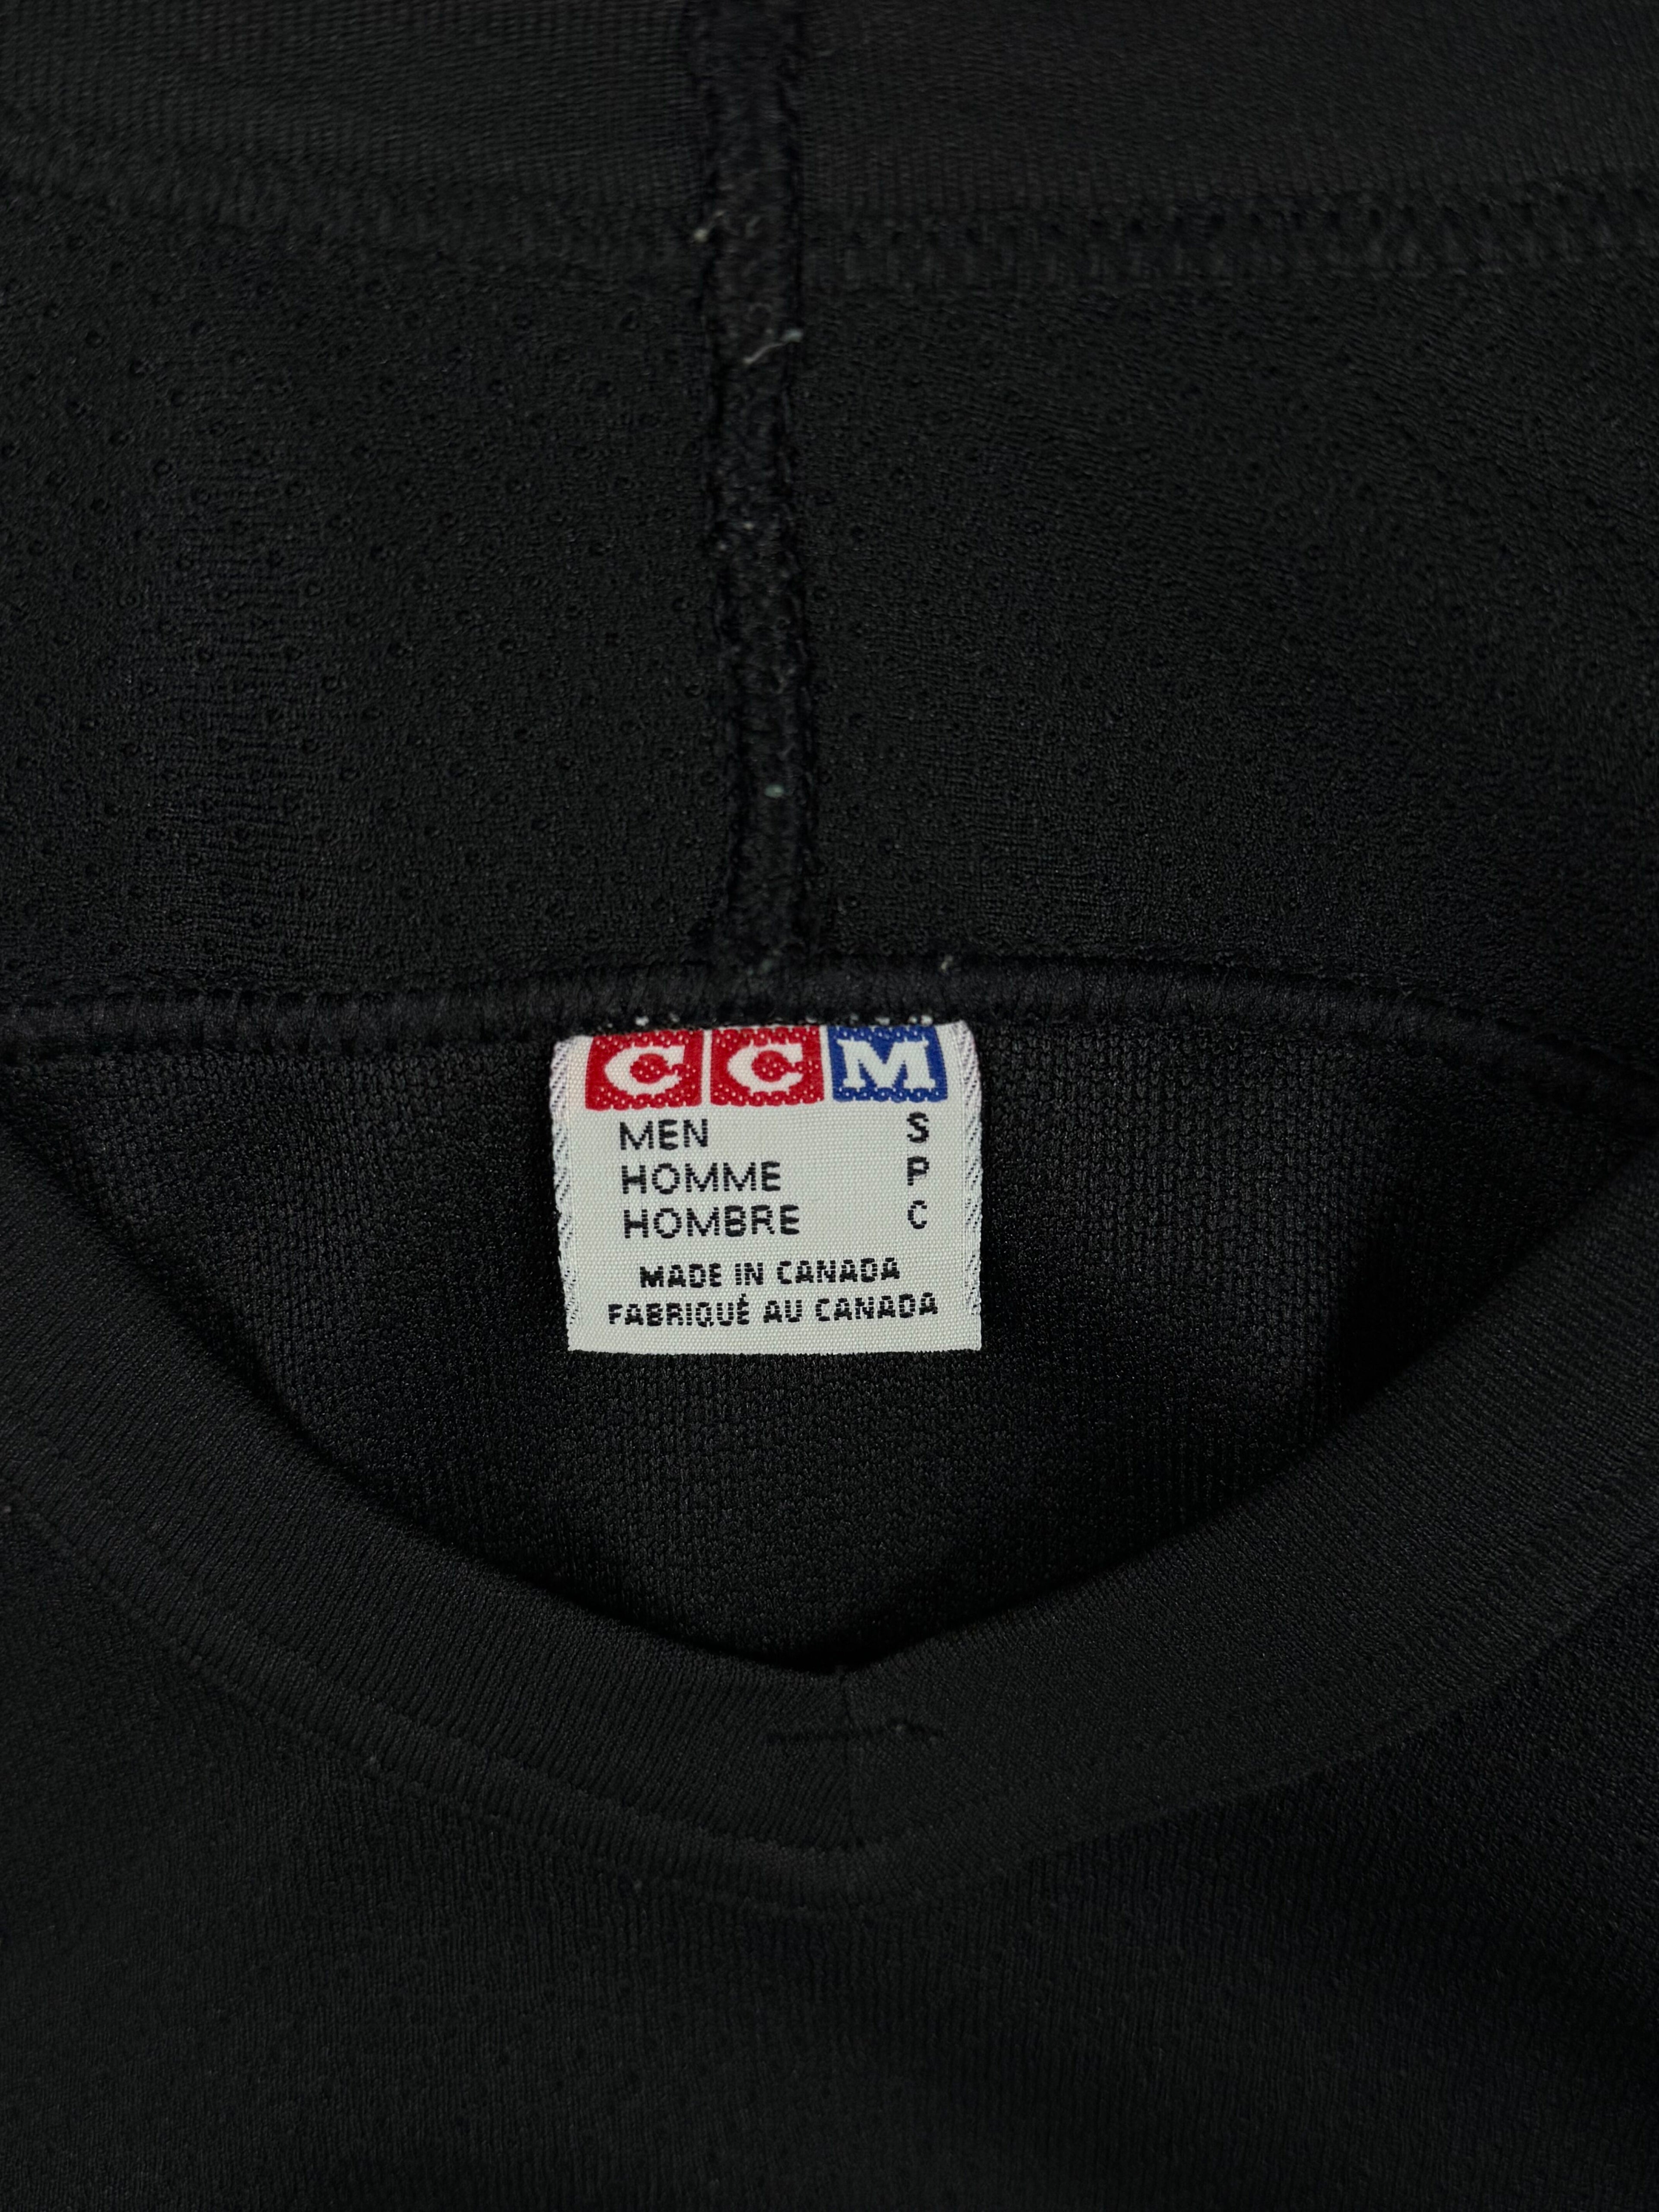 CCM
MEN S
HOMME P
HOMBRE C
MADE IN CANADA
FABRIQUÉ AU CANADA